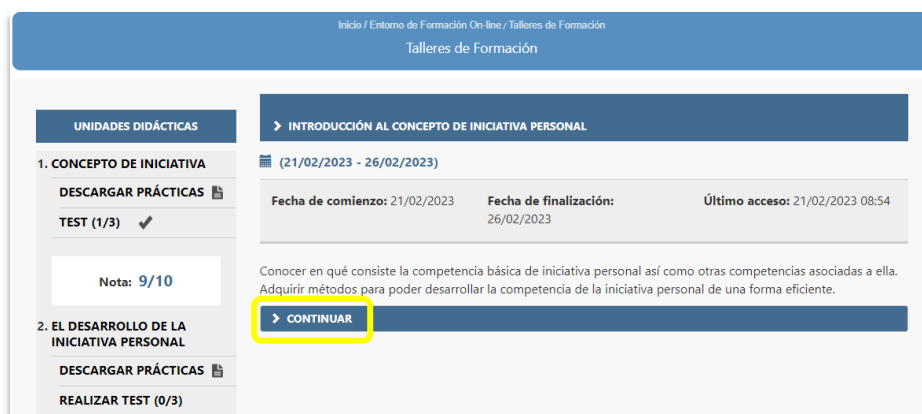 Inicio / Entorno de Formación On-line / Talleres de Formación
Talleres de Formación
UNIDADES DIDÁCTICAS
1. CONCEPTO DE INICIATIVA
DESCARGAR PRÁCTICAS
TEST (1/3)
Nota: 9/10
2. EL DESARROLLO DE LA
INICIATIVA PERSONAL
DESCARGAR PRÁCTICAS
REALIZAR TEST (0/3)
INTRODUCCIÓN AL CONCEPTO DE INICIATIVA PERSONAL
(21/02/2023 - 26/02/2023)
Fecha de comienzo: 21/02/2023
Fecha de finalización:
26/02/2023
Último acceso: 21/02/2023 08:54
Conocer en qué consiste la competencia básica de iniciativa personal así como otras competencias asociadas a ella.
Adquirir métodos para poder desarrollar la competencia de la iniciativa personal de una forma eficiente.
CONTINUAR